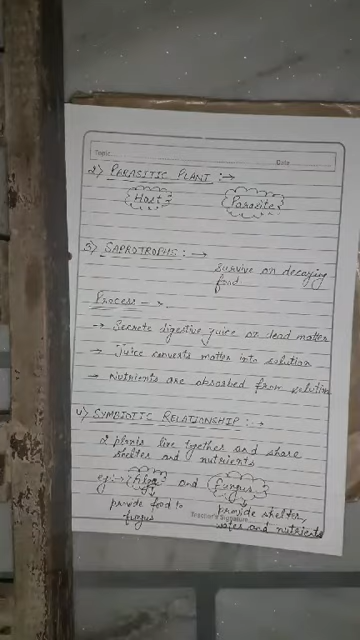 Topic
Date
2) PARASITIC PLANT :→
Host Parasite
3) SAPROTROPHS :- →
Survive on decaying
food
Process - →
→ Secrete digestive juice on dead matter
→ Juice converts matter into solution
→ Nutrients are absorbed from solution
4) SYMBIOTIC RELATIONSHIP :- →
2 plants live together and share
shelter and nutrients
eg:- → Algae and fungus
provide food to provide shelter,
fungus Teacher's Signature water and nutrients